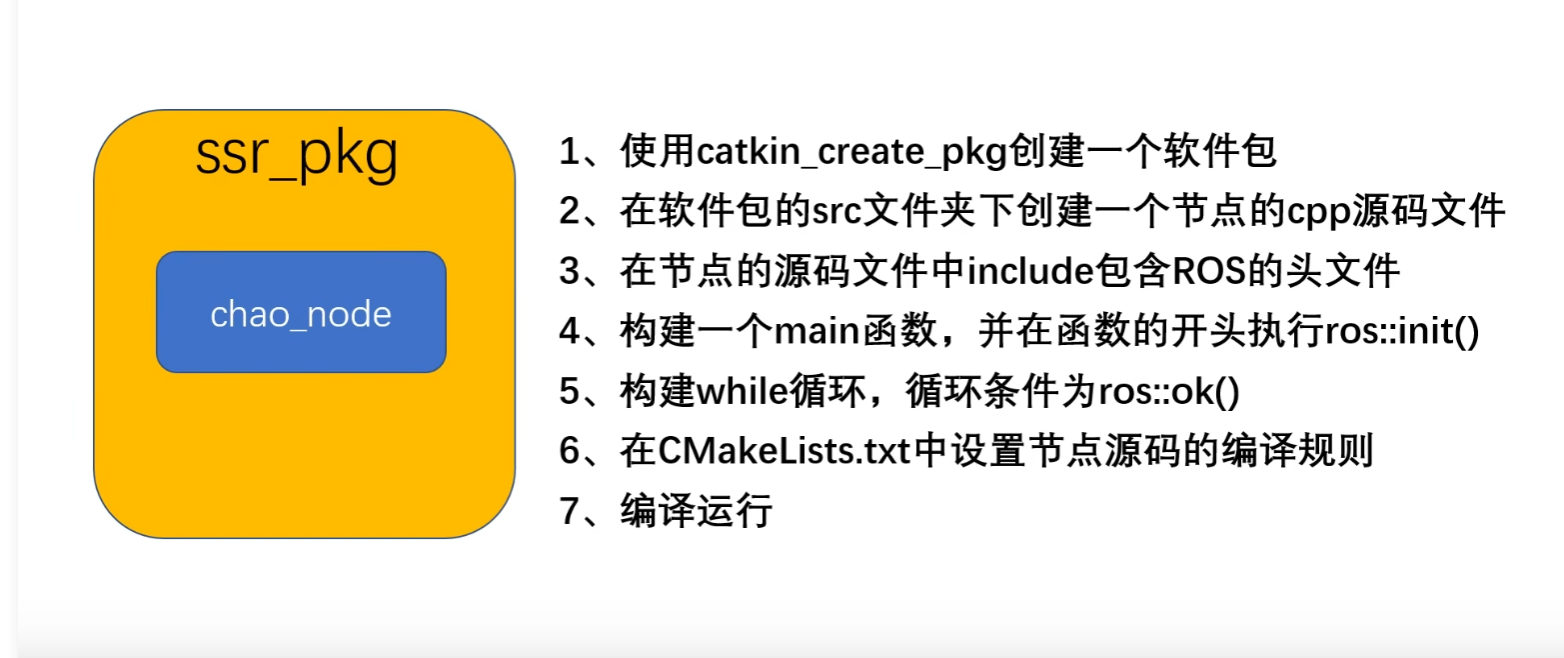 ssr_pkg
chao_node
1、使用catkin_create_pkg创建一个软件包
2、在软件包的src文件夹下创建一个节点的cpp源码文件
3、在节点的源码文件中include包含ROS的头文件
4、构建一个main函数，并在函数的开头执行ros::init()
5、构建while循环，循环条件为ros::ok()
6、在CMakeLists.txt中设置节点源码的编译规则
7、编译运行